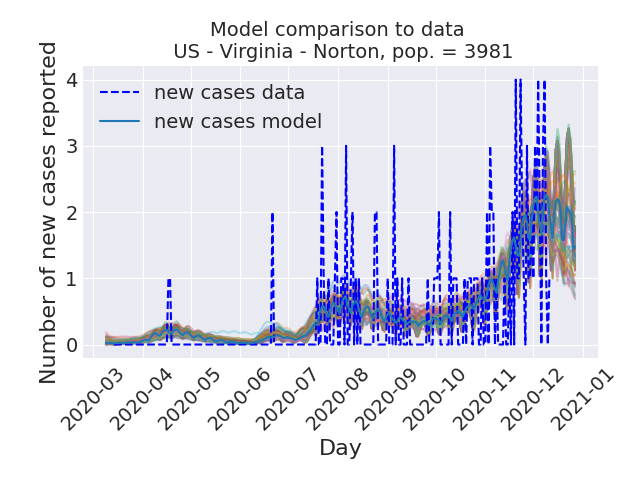 Model comparison to data
US - Virginia - Norton, pop. = 3981
Number of new cases reported
4
3
2
1
0
new cases data
new cases model
2020-03
2020-04
2020-05
2020-06
2020-07
2020-08
2020-09
2020-10
2020-11
2020-12
2021-01
Day